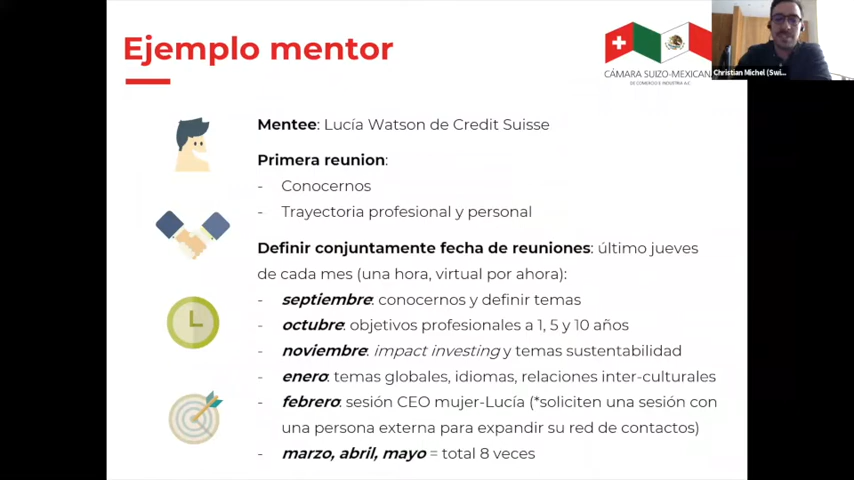 Ejemplo mentor
CÁMARA SUIZO-MEXICAN
DE COMERCIO E INDUSTRIA A.C.
Christian Michel (Swi...
Mentee: Lucía Watson de Credit Suisse
Primera reunion:
- Conocernos
- Trayectoria profesional y personal
Definir conjuntamente fecha de reuniones: último jueves
de cada mes (una hora, virtual por ahora):
- septiembre: conocernos y definir temas
- octubre: objetivos profesionales a 1, 5 y 10 años
- noviembre: impact investing y temas sustentabilidad
- enero: temas globales, idiomas, relaciones inter-culturales
- febrero: sesión CEO mujer-Lucía (*soliciten una sesión con
una persona externa para expandir su red de contactos)
- marzo, abril, mayo = total 8 veces